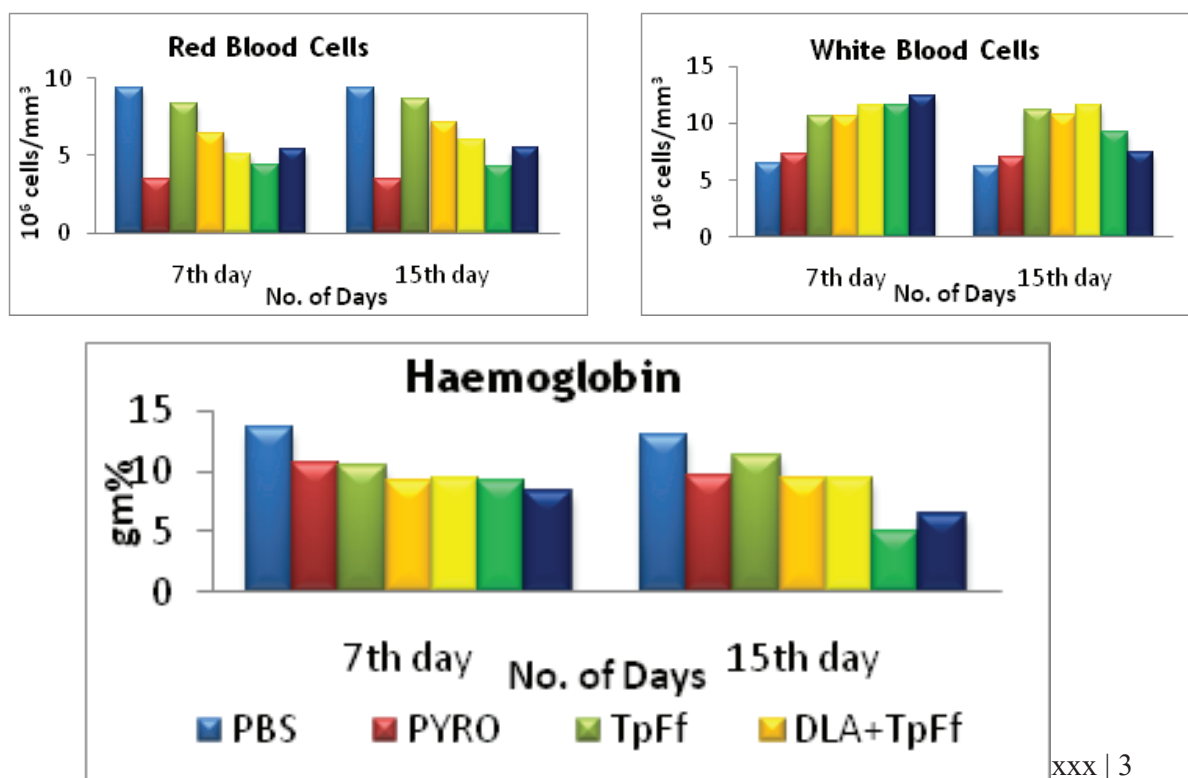 Red Blood Cells
10⁶ cells/mm³
10
5
0
7th day 15th day
No. of Days
White Blood Cells
10⁶ cells/mm³
15
10
5
0
7th day 15th day
No. of Days
Haemoglobin
gm%
15
10
5
0
7th day 15th day
No. of Days
PBS PYRO TpFf DLA+TpFf
xxx | 3